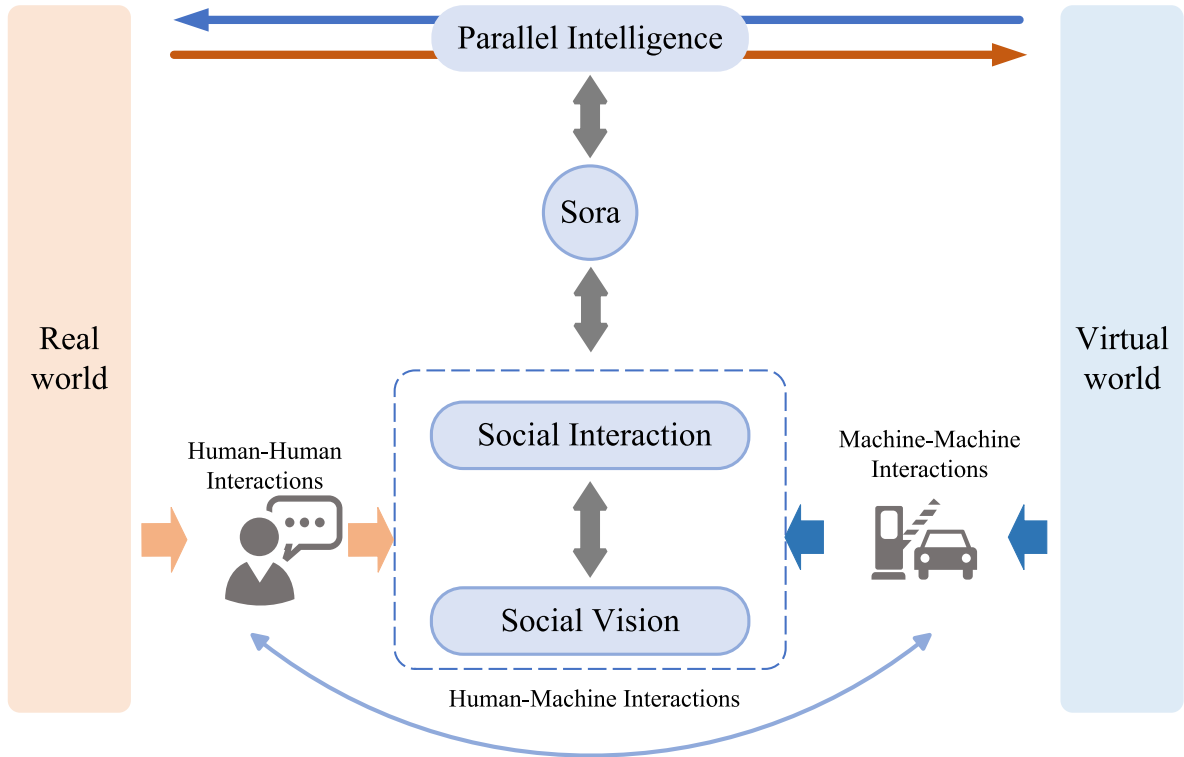 Parallel Intelligence
Sora
Real
world
Virtual
world
Social Interaction
Human-Human
Interactions
Machine-Machine
Interactions
Social Vision
Human-Machine Interactions